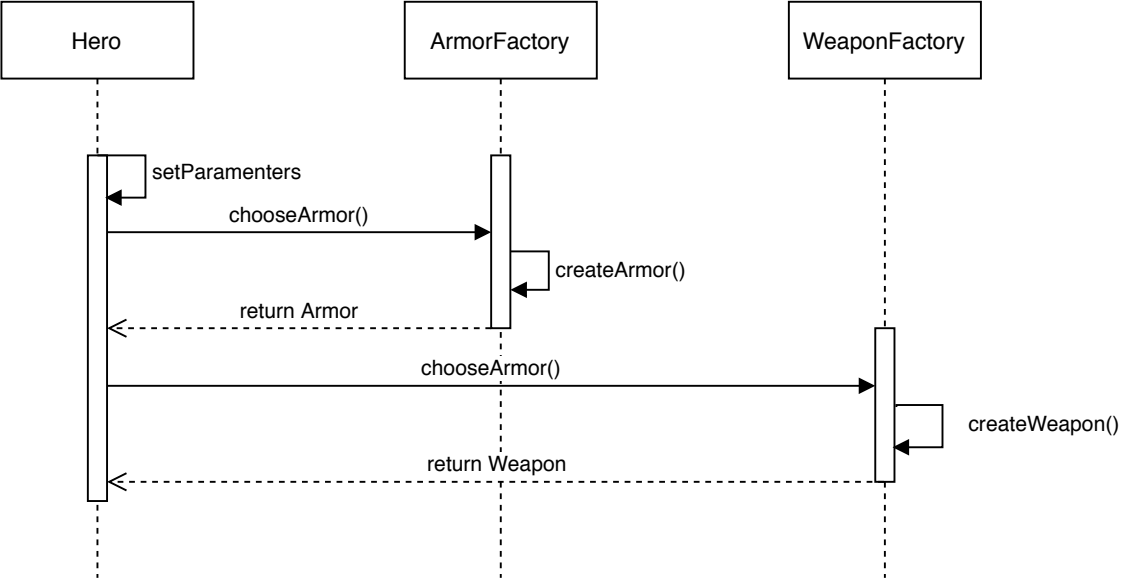 Hero
ArmorFactory
WeaponFactory
setParamenters
chooseArmor()
createArmor()
return Armor
chooseArmor()
createWeapon()
return Weapon